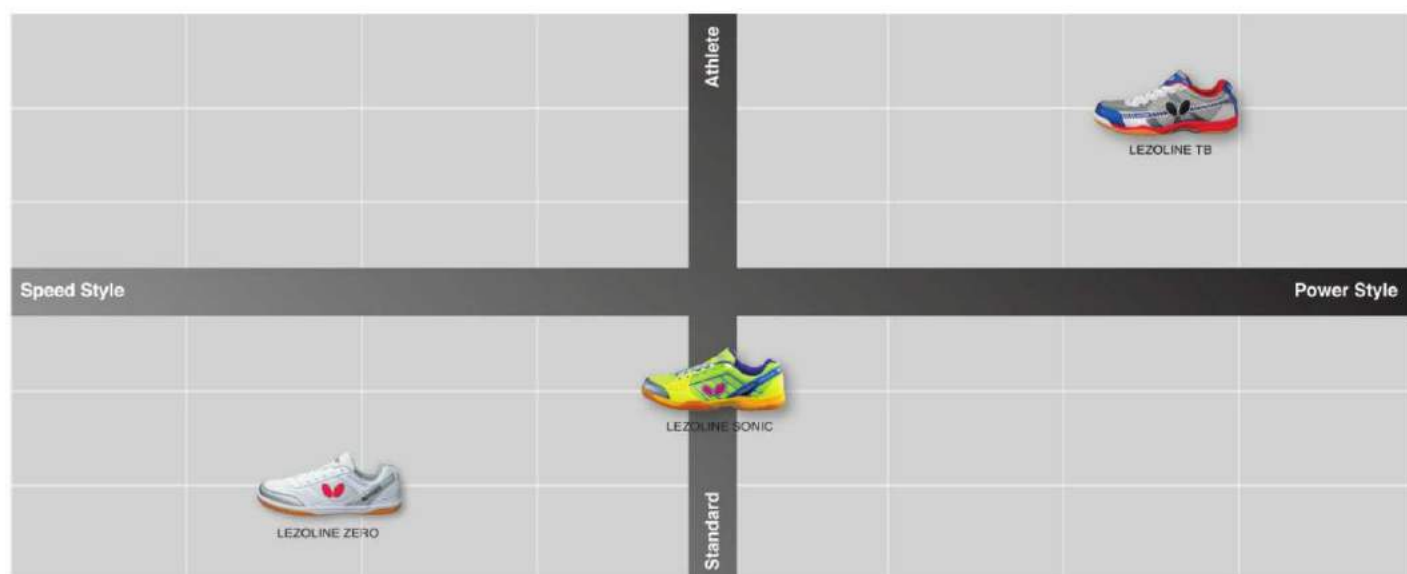 Athlete
LEZOLINE TB
Speed Style
Power Style
LEZOLINE SONIC
Standard
LEZOLINE ZERO